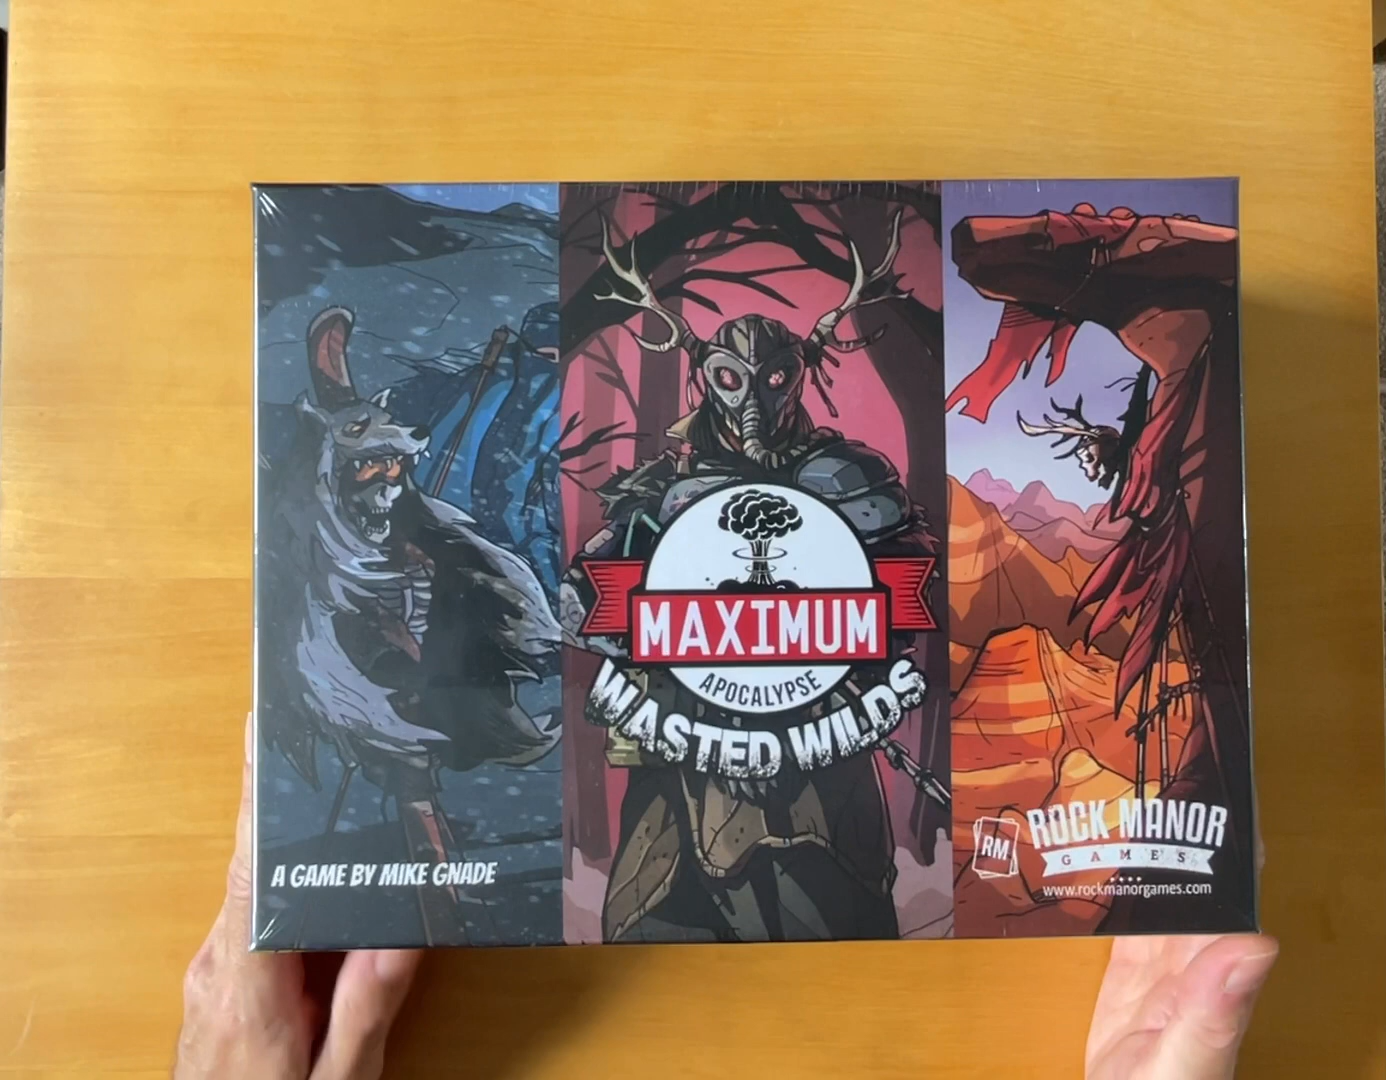 MAXIMUM
APOCALYPSE
WASTED WILDS
A GAME BY MIKE GNADE
RM
ROCK MANOR
GAMES
www.rockmanorgames.com